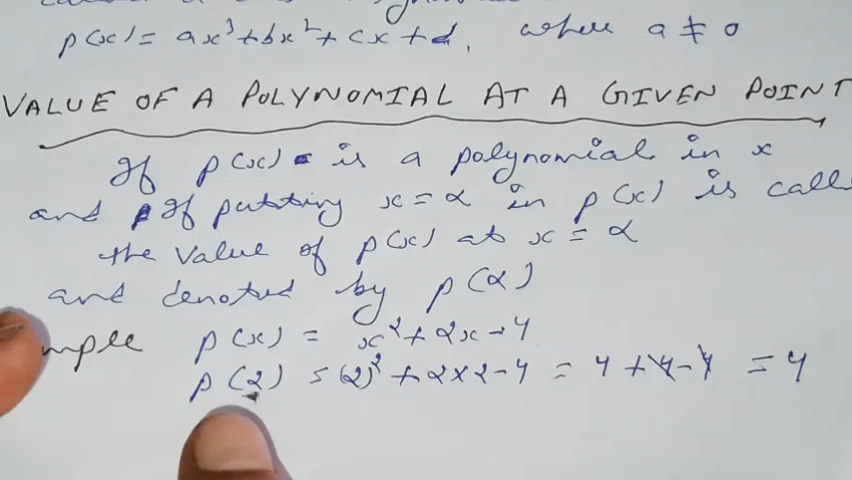 p(x) = ax³ + bx² + cx + d, where a ≠ 0
VALUE OF A POLYNOMIAL AT A GIVEN POINT
If p(x) is a polynomial in x
and If putting x = α in p(x) is calle
the value of p(x) at x = α
and denoted by p(α)
mple p(x) = x² + 2x - 4
p(2) = (2)² + 2×2 - 4 = 4 + 4 - 4 = 4